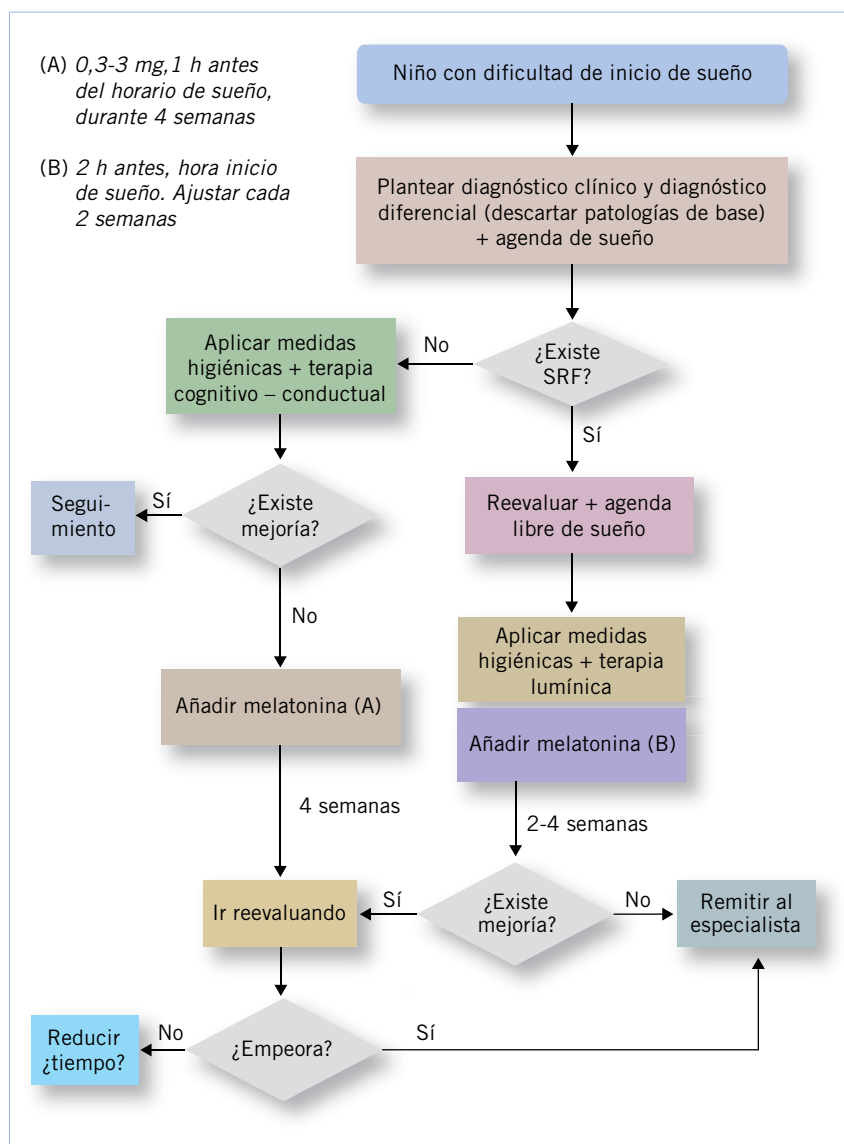 (A) 0,3-3 mg,1 h antes
del horario de sueño,
durante 4 semanas
(B) 2 h antes, hora inicio
de sueño. Ajustar cada
2 semanas
Niño con dificultad de inicio de sueño
Plantear diagnóstico clínico y diagnóstico
diferencial (descartar patologías de base)
+ agenda de sueño
¿Existe
SRF?
No
Sí
Aplicar medidas
higiénicas + terapia
cognitivo – conductual
¿Existe
mejoría?
Sí
Segui-
miento
No
Añadir melatonina (A)
4 semanas
Reevaluar + agenda
libre de sueño
Aplicar medidas
higiénicas + terapia
lumínica
Añadir melatonina (B)
2-4 semanas
¿Existe
mejoría?
Sí
No
Ir reevaluando
Remitir al
especialista
¿Empeora?
No
Sí
Reducir
¿tiempo?